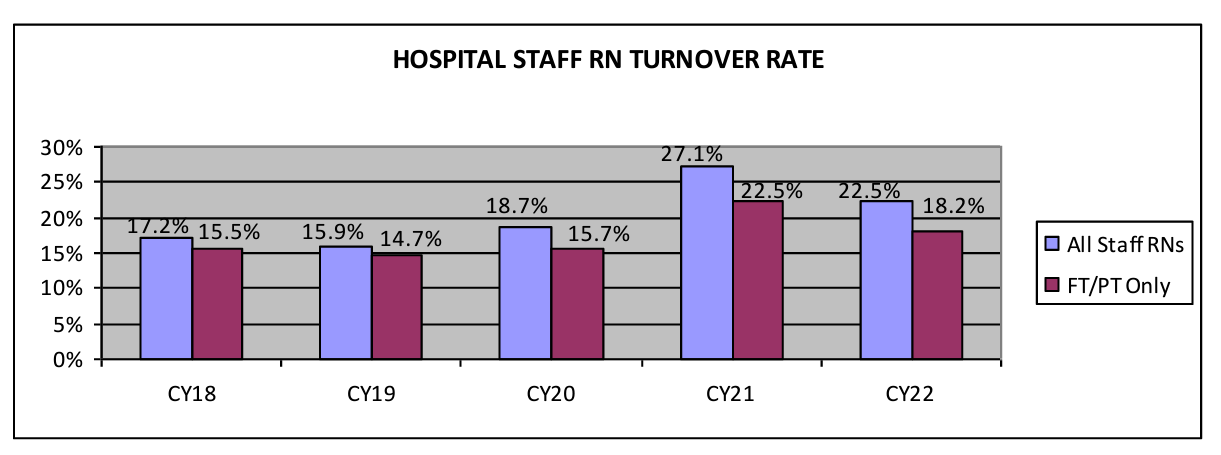 HOSPITAL STAFF RN TURNOVER RATE
30%
25%
20%
15%
10%
5%
0%
17.2%
15.5%
15.9%
14.7%
18.7%
15.7%
27.1%
22.5%
22.5%
18.2%
CY18
CY19
CY20
CY21
CY22
All Staff RNs
FT/PT Only